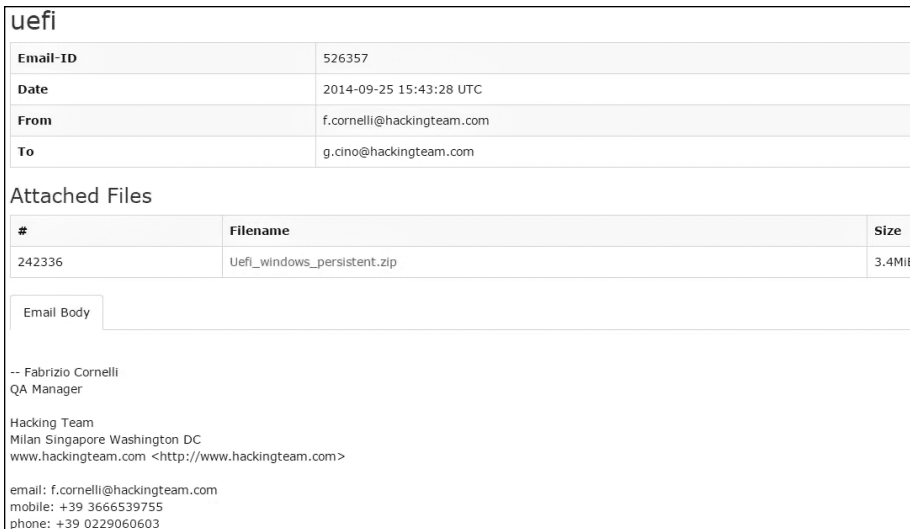 uefi
Email-ID 526357
Date 2014-09-25 15:43:28 UTC
From f.cornelli@hackingteam.com
To g.cino@hackingteam.com
Attached Files
# Filename Size
242336 Uefi_windows_persistent.zip 3.4MiB
Email Body
-- Fabrizio Cornelli
QA Manager
Hacking Team
Milan Singapore Washington DC
www.hackingteam.com <http://www.hackingteam.com>
email: f.cornelli@hackingteam.com
mobile: +39 3666539755
phone: +39 0229060603